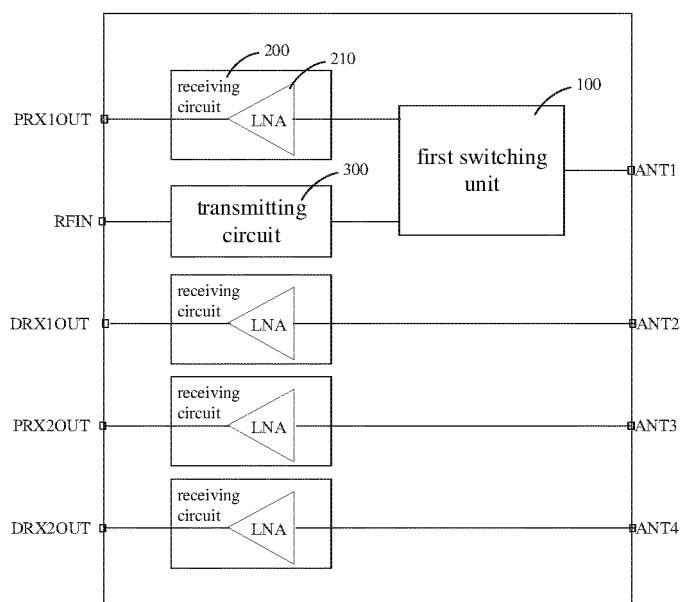 200
210
receiving
circuit
LNA
100
PRX1OUT
first switching
unit
ANT1
300
RFIN
transmitting
circuit
receiving
circuit
DRX1OUT
LNA
ANT2
receiving
circuit
PRX2OUT
LNA
ANT3
receiving
circuit
DRX2OUT
LNA
ANT4